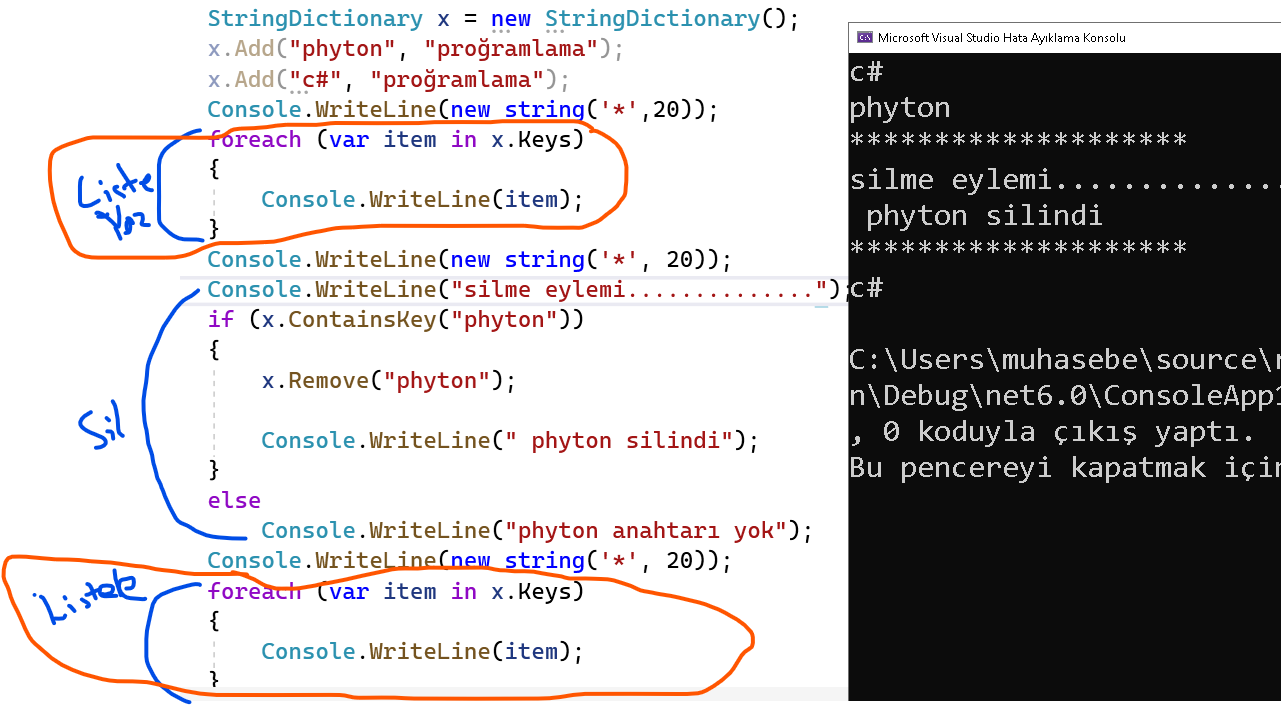 StringDictionary x = new StringDictionary();
x.Add("phyton", "proğramlama");
x.Add("c#", "proğramlama");
Console.WriteLine(new string('*',20));
foreach (var item in x.Keys)
{
Console.WriteLine(item);
}
Console.WriteLine(new string('*', 20));
Console.WriteLine("silme eylemi..............");
if (x.ContainsKey("phyton"))
{
x.Remove("phyton");
Console.WriteLine(" phyton silindi");
}
else
Console.WriteLine("phyton anahtarı yok");
Console.WriteLine(new string('*', 20));
foreach (var item in x.Keys)
{
Console.WriteLine(item);
}
Liste
Yaz
Sil
Listele
Microsoft Visual Studio Hata Ayıklama Konsolu
c#
phyton
********************
silme eylemi..............
phyton silindi
********************
c#
C:\Users\muhasebe\source\r
n\Debug\net6.0\ConsoleApp1
, 0 koduyla çıkış yaptı.
Bu pencereyi kapatmak için